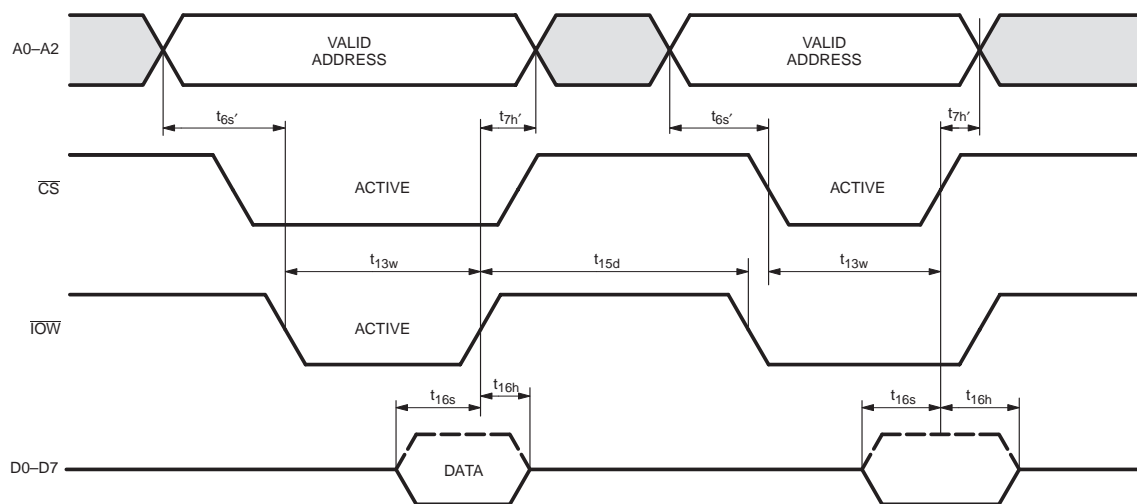 A0–A2
VALID
ADDRESS
VALID
ADDRESS
t6s′
t7h′
t6s′
t7h′
CS
ACTIVE
ACTIVE
t13w
t15d
t13w
IOW
ACTIVE
t16s
t16h
t16s
t16h
D0–D7
DATA